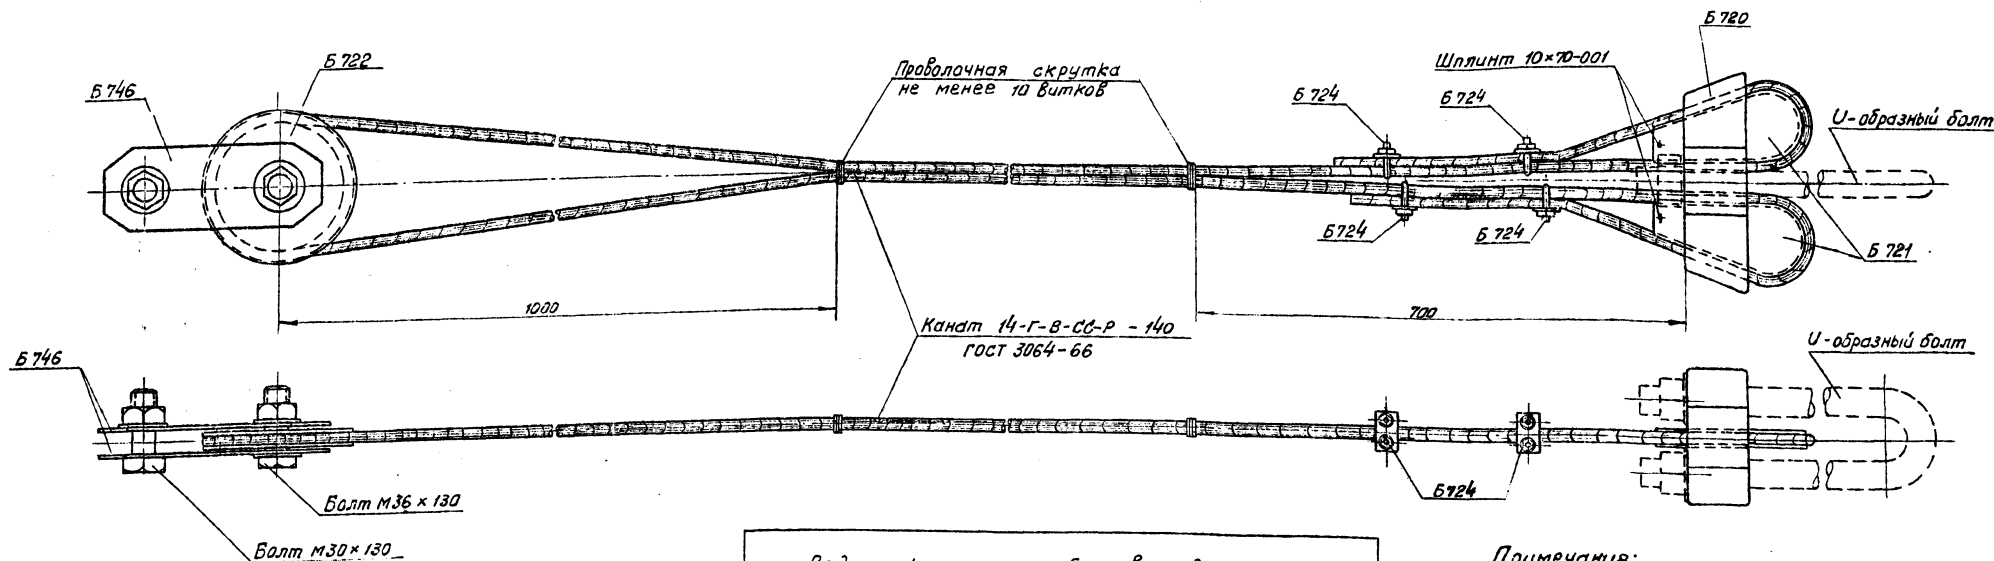 Б 720
Б 722
Б 746
Проволочная скрутка
не менее 10 витков
Шплинт 10×70-001
Б 724
Б 724
U-образный болт
Б 724
Б 724
Б 721
1000
700
Канат 14-Г-В-СС-Р - 140
ГОСТ 3064-66
Б 746
U-образный болт
Б 724
Болт М36 × 130
Болт М30 × 130
Примечания: